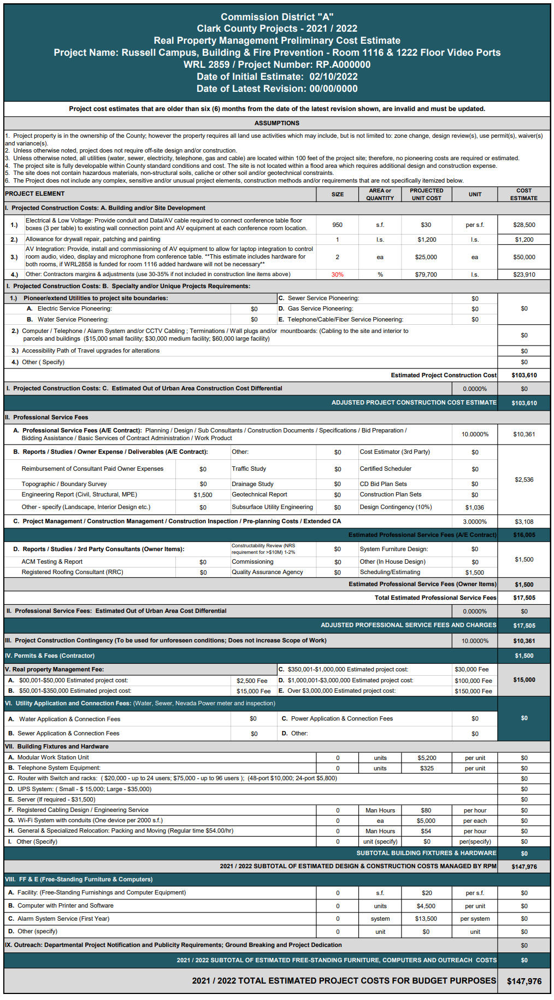 Commission District "A"
Clark County Projects - 2021 / 2022
Real Property Management Preliminary Cost Estimate
Project Name: Russell Campus, Building & Fire Prevention - Room 1116 & 1222 Floor Video Ports
WRL 2859 / Project Number: RP.A000000
Date of Initial Estimate:  02/10/2022
Date of Latest Revision: 00/00/0000
Project cost estimates that are older than six (6) months from the date of the latest revision shown, are invalid and must be updated.
ASSUMPTIONS
1.  Project property is in the ownership of the County; however the property requires all land use activities which may include, but is not limited to: zone change, design review(s), use permit(s), waiver(s)
and variance(s).
2.  Unless otherwise noted, project does not require off-site design and/or construction.
3.  Unless otherwise noted, all utilities (water, sewer, electricity, telephone, gas and cable) are located within 100 feet of the project site; therefore, no pioneering costs are required or estimated.
4.  The project site is fully developable within County standard conditions and cost. The site is not located within a flood area which requires additional design and construction expense.
5.  The site does not contain hazardous materials, non-structural soils, caliche or other soil and/or geotechnical constraints.
6.  The Project does not include any complex, sensitive and/or unusual project elements, construction methods and/or requirements that are not specifically itemized below.
PROJECT ELEMENT SIZE AREA or QUANTITY PROJECTED UNIT COST UNIT COST ESTIMATE
I.  Projected Construction Costs: A. Building and/or Site Development
1.) Electrical & Low Voltage: Provide conduit and Data/AV cable required to connect conference table floor
boxes (3 per table) to existing wall connection point and AV equipment at each conference room location. 950 s.f. $30 per s.f. $28,500
2.) Allowance for drywall repair, patching and painting 1 l.s. $1,200 l.s. $1,200
3.) AV Integration: Provide, install and commissioning of AV equipment to allow for laptop integration to control
room audio, video, display and microphone from conference table. **This estimate includes hardware for
both rooms, if WRL2858 is funded for room 1116 added hardware will not be necessary** 2 ea $25,000 ea $50,000
4.) Other: Contractors margins & adjustments (use 30-35% if not included in construction line items above) 30% % $79,700 l.s. $23,910
I.  Projected Construction Costs: B.  Specialty and/or Unique Projects Requirements:
1.) Pioneer/extend Utilities to project site boundaries: C.  Sewer Service Pioneering: $0
A.  Electric Service Pioneering: $0 D.  Gas Service Pioneering: $0 $0
B.  Water Service Pioneering: $0 E.  Telephone/Cable/Fiber Service Pioneering: $0
2.)  Computer / Telephone / Alarm System and/or CCTV Cabling ; Terminations / Wall plugs and/or  mountboards: (Cabling to the site and interior to
parcels and buildings  ($15,000 small facility; $30,000 medium facility; $60,000 large facility) $0
3.)  Accessibility Path of Travel upgrades for alterations $0
4.)  Other ( Specify) $0
Estimated Project Construction Cost $103,610
I.  Projected Construction Costs: C.  Estimated Out of Urban Area Construction Cost Differential 0.0000% $0
ADJUSTED PROJECT CONSTRUCTION COST ESTIMATE $103,610
II.  Professional Service Fees
A.  Professional Service Fees (A/E Contract):  Planning / Design / Sub Consultants / Construction Documents / Specifications / Bid Preparation /
Bidding Assistance / Basic Services of Contract Administration / Work Product 10.0000% $10,361
B.  Reports / Studies / Owner Expense / Deliverables (A/E Contract): Other: $0 Cost Estimator (3rd Party) $0
Reimbursement of Consultant Paid Owner Expenses $0 Traffic Study $0 Certified Scheduler $0
$2,536
Topographic / Boundary Survey $0 Drainage Study $0 CD Bid Plan Sets $0
Engineering Report (Civil, Structural, MPE) $1,500 Geotechnical Report $0 Construction Plan Sets $0
Other - specify (Landscape, Interior Design etc.) $0 Subsurface Utility Engineering $0 Design Contingency (10%) $1,036
C.  Project Management / Construction Management / Construction Inspection / Pre-planning Costs / Extended CA 3.0000% $3,108
Estimated Professional Service Fees (A/E Contract) $16,005
D.  Reports / Studies / 3rd Party Consultants (Owner Items): Constructability Review (NRS requirement for >$10M) 1-2% $0 System Furniture Design: $0
$1,500
ACM Testing & Report $0 Commissioning $0 Other (In House Design) $0
Registered Roofing Consultant (RRC) $0 Quality Assurance Agency $0 Scheduling/Estimating $1,500
Estimated Professional Service Fees (Owner Items) $1,500
Total Estimated Professional Service Fees $17,505
II.  Professional Service Fees:  Estimated Out of Urban Area Cost Differential 0.0000% $0
ADJUSTED PROFESSIONAL SERVICE FEES AND CHARGES $17,505
III.  Project Construction Contingency (To be used for unforeseen conditions; Does not increase Scope of Work) 10.0000% $10,361
IV. Permits & Fees (Contractor) $1,500
V. Real property Management Fee: C.  $350,001-$1,000,000 Estimated project cost: $30,000 Fee
A.  $00,001-$50,000 Estimated project cost: $2,500 Fee D.  $1,000,001-$3,000,000 Estimated project cost: $100,000 Fee $15,000
B.  $50,001-$350,000 Estimated project cost: $15,000 Fee E.  Over $3,000,000 Estimated project cost: $150,000 Fee
VI.  Utility Application and Connection Fees: (Water, Sewer, Nevada Power meter and inspection)
A.  Water Application & Connection Fees $0 C.  Power Application & Connection Fees $0 $0
B.  Sewer Application & Connection Fees $0 D.  Other: $0
VII.  Building Fixtures and Hardware
A.  Modular Work Station Unit 0 units $5,200 per unit $0
B.  Telephone System Equipment: 0 units $325 per unit $0
C.  Router with Switch and racks:  ( $20,000 - up to 24 users; $75,000 - up to 96 users );  (48-port $10,000; 24-port $5,800) $0
D.  UPS System: ( Small - $ 15,000; Large - $35,000) $0
E.  Server (If required - $31,500) $0
F.  Registered Cabling Design / Engineering Service 0 Man Hours $80 per hour $0
G.  Wi-Fi System with conduits (One device per 2000 s.f.) 0 ea $5,000 per each $0
H.  General & Specialized Relocation: Packing and Moving (Regular time $54.00/hr) 0 Man Hours $54 per hour $0
I.   Other (Specify) 0 unit (specify) $0 per(specify) $0
SUBTOTAL BUILDING FIXTURES & HARDWARE $0
2021 / 2022 SUBTOTAL OF ESTIMATED DESIGN & CONSTRUCTION COSTS MANAGED BY RPM $147,976
VIII.  FF & E (Free-Standing Furniture & Computers)
A.  Facility: (Free-Standing Furnishings and Computer Equipment) 0 s.f. $20 per s.f. $0
B.  Computer with Printer and Software 0 units $4,500 per unit $0
C.  Alarm System Service (First Year) 0 system $13,500 per system $0
D.  Other (specify) 0 unit $0 unit $0
IX. Outreach: Departmental Project Notification and Publicity Requirements; Ground Breaking and Project Dedication $0
2021 / 2022 SUBTOTAL OF ESTIMATED FREE-STANDING FURNITURE, COMPUTERS AND OUTREACH  COSTS $0
2021 / 2022 TOTAL ESTIMATED PROJECT COSTS FOR BUDGET PURPOSES $147,976